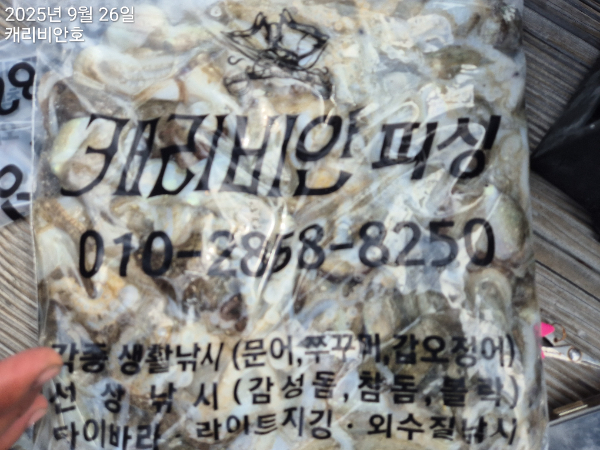 2025년 9월 26일
캐리비안호
캐리비안 피싱
010-2858-8250
각종 생활낚시 (문어,쭈꾸미,갑오징어)
선상낚시 (감성돔,참돔,볼락)
다이바라·라이트지깅·외수질낚시